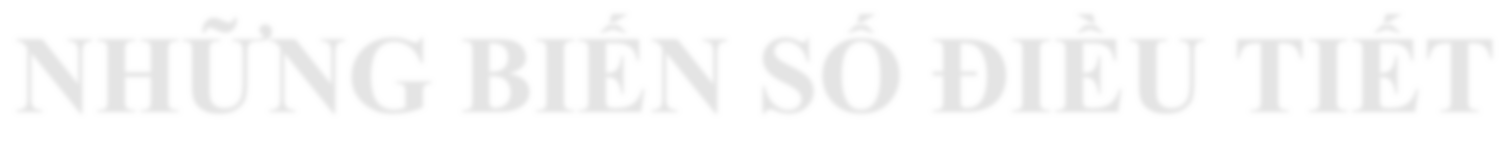 NHỮNG BIẾN SỐ ĐIỀU TIẾT